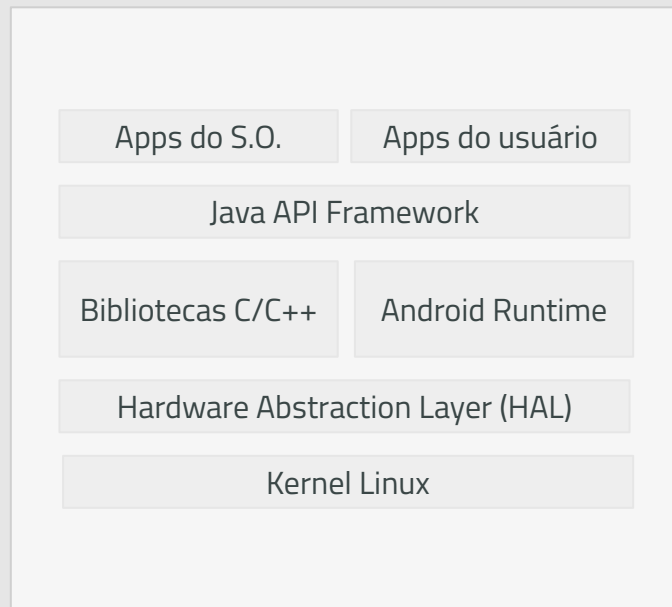 Apps do S.O.
Apps do usuário
Java API Framework
Bibliotecas C/C++
Android Runtime
Hardware Abstraction Layer (HAL)
Kernel Linux